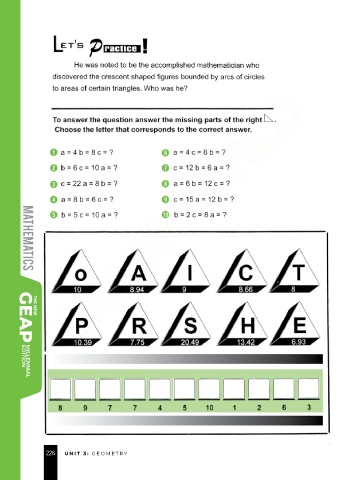 LET'S Practice!
He was noted to be the accomplished mathematician who
discovered the crescent shaped figures bounded by arcs of circles
to areas of certain triangles. Who was he?
To answer the question answer the missing parts of the right ◺.
Choose the letter that corresponds to the correct answer.
1 a = 4 b = 8 c = ?
6 a = 4 c = 8 b = ?
2 b = 6 c = 10 a = ?
7 c = 12 b = 6 a = ?
3 c = 22 a = 8 b = ?
8 a = 6 b = 12 c = ?
4 a = 8 b = 6 c = ?
9 c = 15 a = 12 b = ?
5 b = 5 c = 10 a = ?
10 b = 2 c = 8 a = ?
MATHEMATICS
THE NEW
GEAP
MILLENNIAL
EDITION
o A I C T
10 8.94 9 8.66 8
P R S H E
10.39 7.75 20.49 13.42 6.93
8 9 7 7 4 5 10 1 2 6 3
226 UNIT 3: GEOMETRY